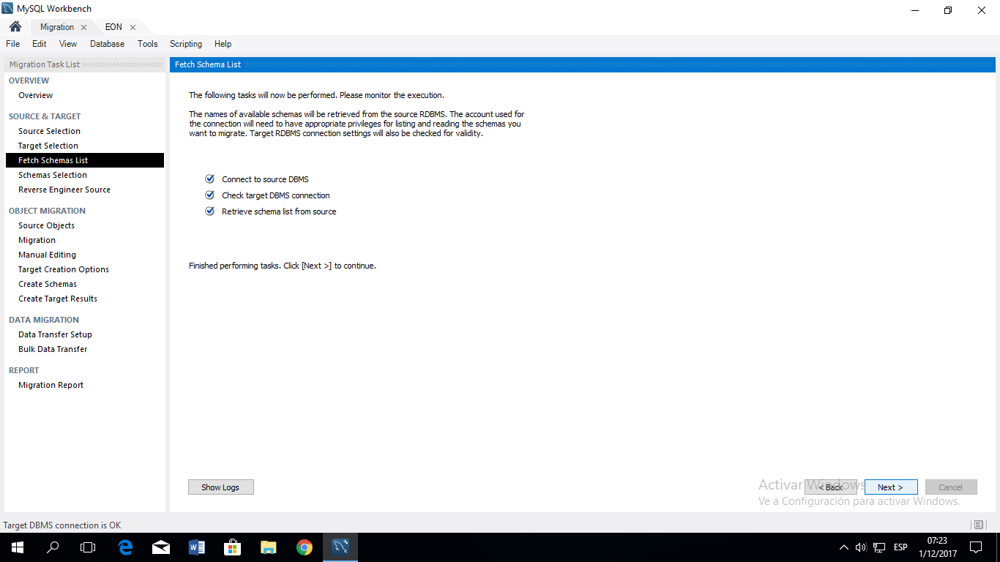 MySQL Workbench
Migration
EON
File Edit View Database Tools Scripting Help
Migration Task List
OVERVIEW
Overview
SOURCE & TARGET
Source Selection
Target Selection
Fetch Schemas List
Schemas Selection
Reverse Engineer Source
OBJECT MIGRATION
Source Objects
Migration
Manual Editing
Target Creation Options
Create Schemas
Create Target Results
DATA MIGRATION
Data Transfer Setup
Bulk Data Transfer
REPORT
Migration Report
Fetch Schema List
The following tasks will now be performed. Please monitor the execution.
The names of available schemas will be retrieved from the source RDBMS. The account used for
the connection will need to have appropriate privileges for listing and reading the schemas you
want to migrate. Target RDBMS connection settings will also be checked for validity.
Connect to source DBMS
Check target DBMS connection
Retrieve schema list from source
Finished performing tasks. Click [Next >] to continue.
Show Logs
< Back
Next >
Cancel
Activar Windows
Ve a Configuración para activar Windows.
Target DBMS connection is OK
ESP
07:23
1/12/2017